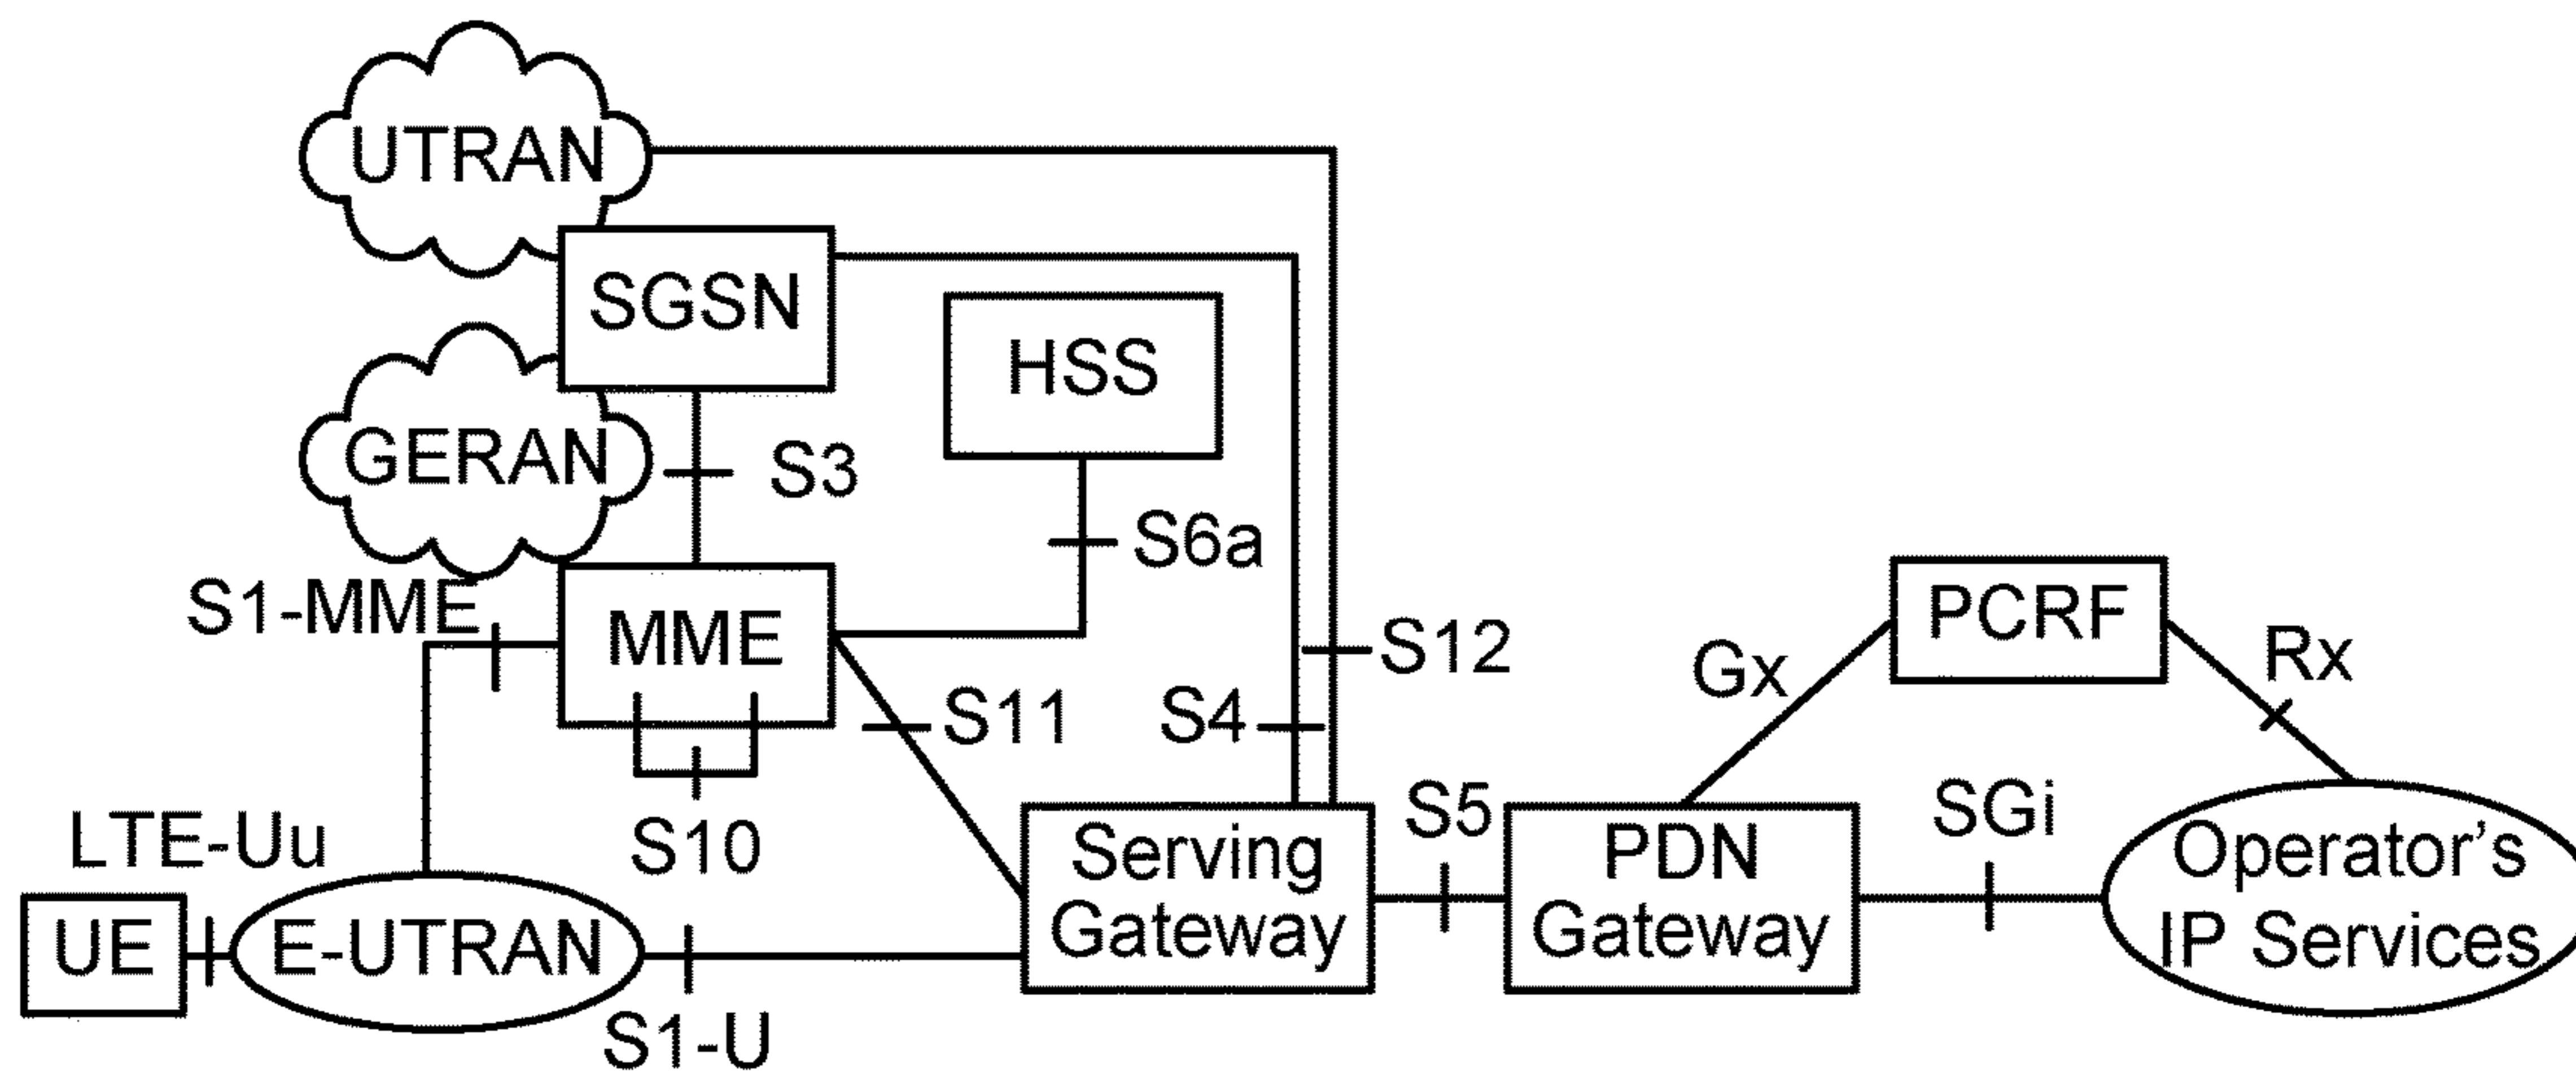 UTRAN
SGSN
HSS
GERAN
S3
S6a
S1-MME
MME
S12
PCRF
Gx
Rx
S11
S4
S10
LTE-Uu
S5
SGi
Serving
Gateway
PDN
Gateway
Operator’s
IP Services
UE
E-UTRAN
S1-U